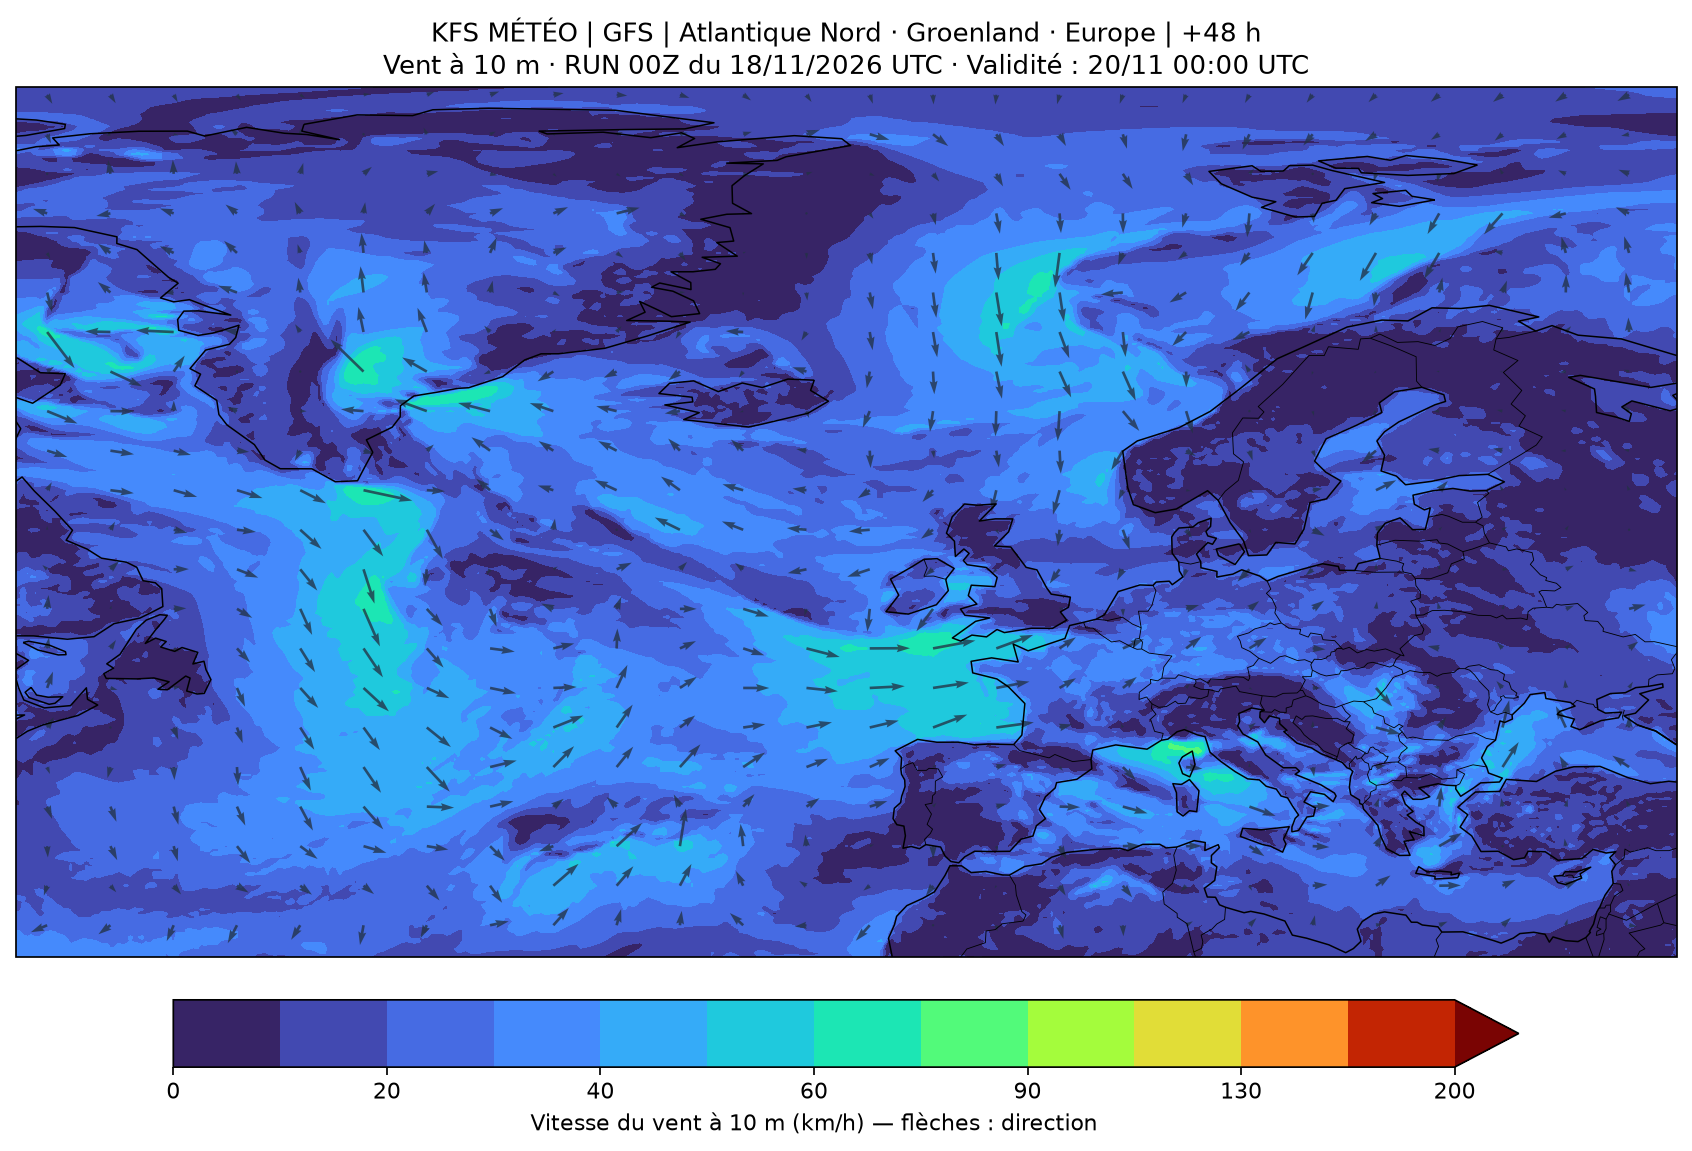 KFS MÉTÉO | GFS | Atlantique Nord · Groenland · Europe | +48 h
Vent à 10 m · RUN 00Z du 18/11/2026 UTC · Validité : 20/11 00:00 UTC
0 20 40 60 90 130 200
Vitesse du vent à 10 m (km/h) — flèches : direction